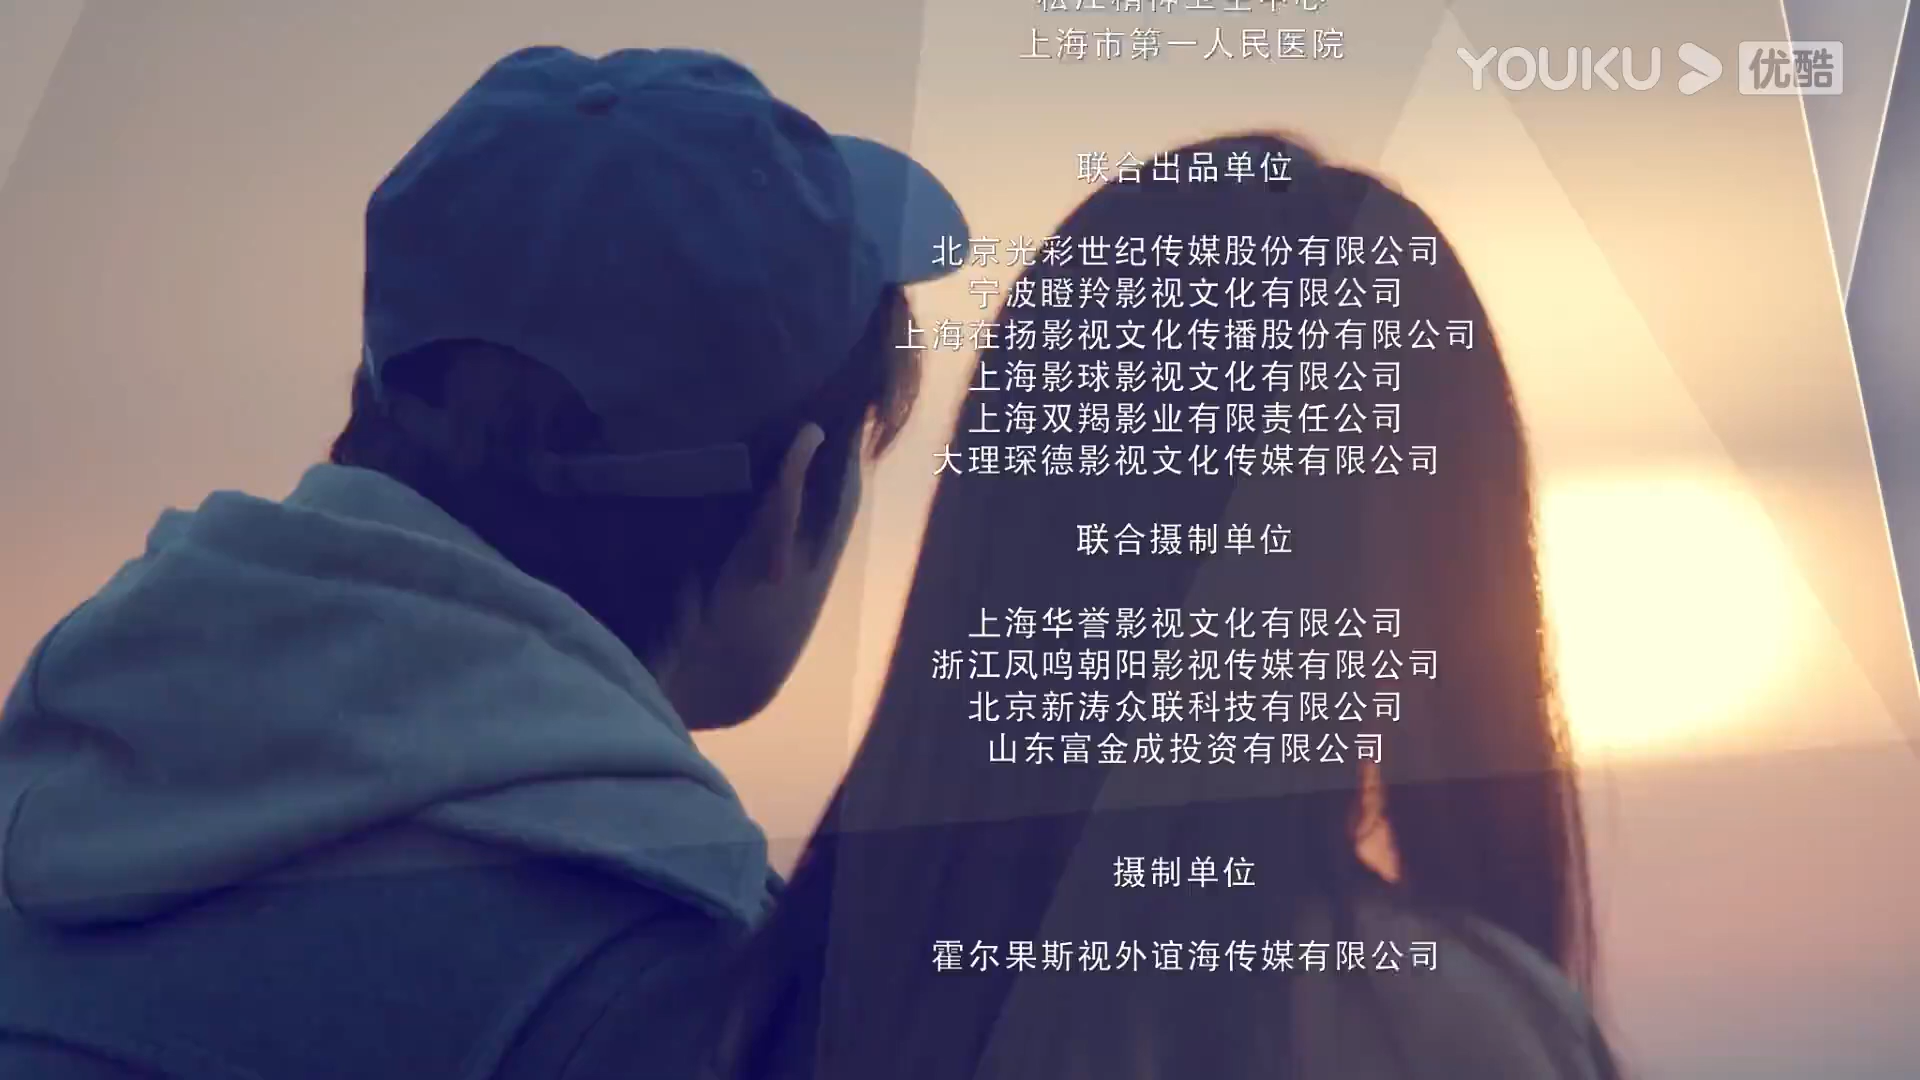 松江精神卫生中心
上海市第一人民医院
YOUKU 优酷
联合出品单位
北京光彩世纪传媒股份有限公司
宁波瞪羚影视文化有限公司
上海在扬影视文化传播股份有限公司
上海影球影视文化有限公司
上海双羯影业有限责任公司
大理琛德影视文化传媒有限公司
联合摄制单位
上海华誉影视文化有限公司
浙江凤鸣朝阳影视传媒有限公司
北京新涛众联科技有限公司
山东富金成投资有限公司
摄制单位
霍尔果斯视外谊海传媒有限公司